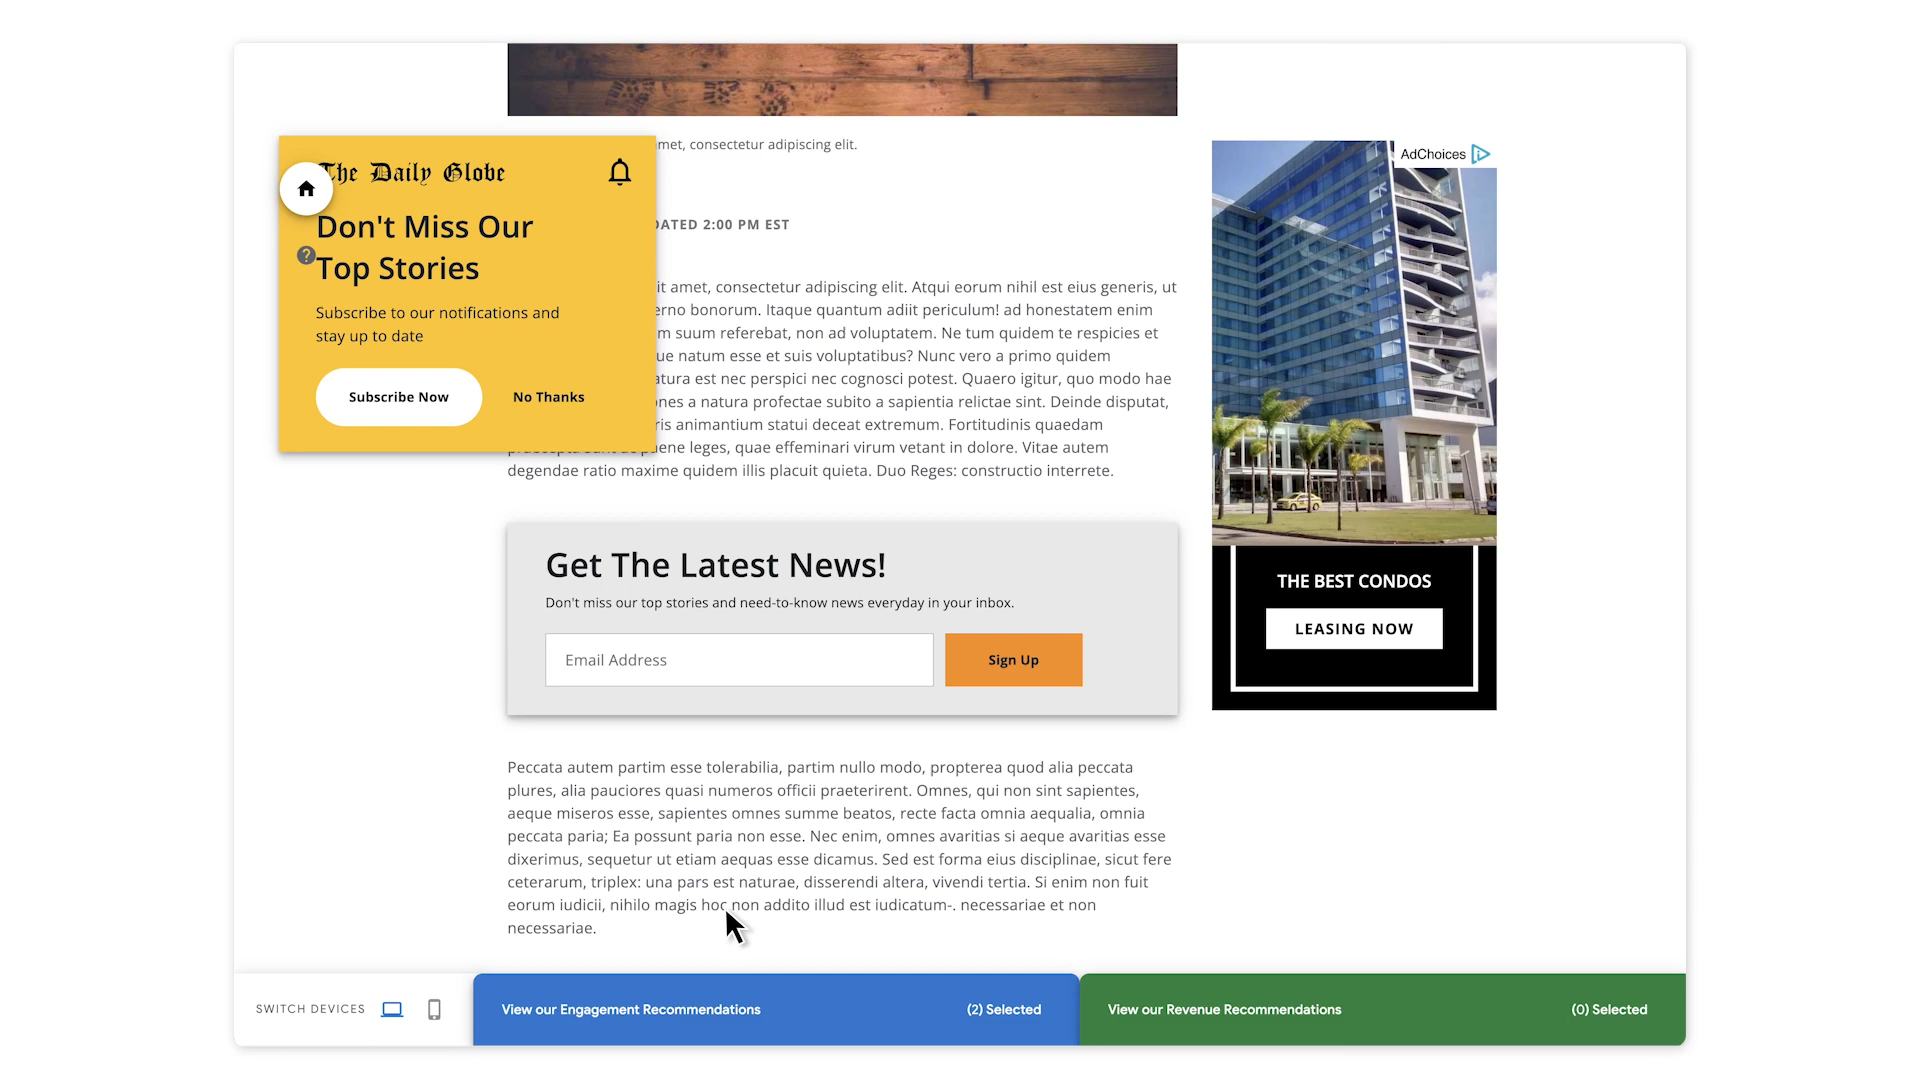 The Daily Globe
Don't Miss Our
Top Stories
?
Subscribe to our notifications and
stay up to date
Subscribe Now
No Thanks
amet, consectetur adipiscing elit.
DATED 2:00 PM EST
it amet, consectetur adipiscing elit. Atqui eorum nihil est eius generis, ut
erno bonorum. Itaque quantum adiit periculum! ad honestatem enim
m suum referebat, non ad voluptatem. Ne tum quidem te respicies et
ue natum esse et suis voluptatibus? Nunc vero a primo quidem
atura est nec perspici nec cognosci potest. Quaero igitur, quo modo hae
ones a natura profectae subito a sapientia relictae sint. Deinde disputat,
ris animantium statui deceat extremum. Fortitudinis quaedam
praecepta sunt ac paene leges, quae effeminari virum vetant in dolore. Vitae autem
degendae ratio maxime quidem illis placuit quieta. Duo Reges: constructio interrete.
AdChoices
THE BEST CONDOS
LEASING NOW
Get The Latest News!
Don't miss our top stories and need-to-know news everyday in your inbox.
Email Address
Sign Up
Peccata autem partim esse tolerabilia, partim nullo modo, propterea quod alia peccata
plures, alia pauciores quasi numeros officii praeterirent. Omnes, qui non sint sapientes,
aeque miseros esse, sapientes omnes summe beatos, recte facta omnia aequalia, omnia
peccata paria; Ea possunt paria non esse. Nec enim, omnes avaritias si aeque avaritias esse
dixerimus, sequetur ut etiam aequas esse dicamus. Sed est forma eius disciplinae, sicut fere
ceterarum, triplex: una pars est naturae, disserendi altera, vivendi tertia. Si enim non fuit
eorum iudicii, nihilo magis hoc non addito illud est iudicatum-. necessariae et non
necessariae.
SWITCH DEVICES
View our Engagement Recommendations
(2) Selected
View our Revenue Recommendations
(0) Selected